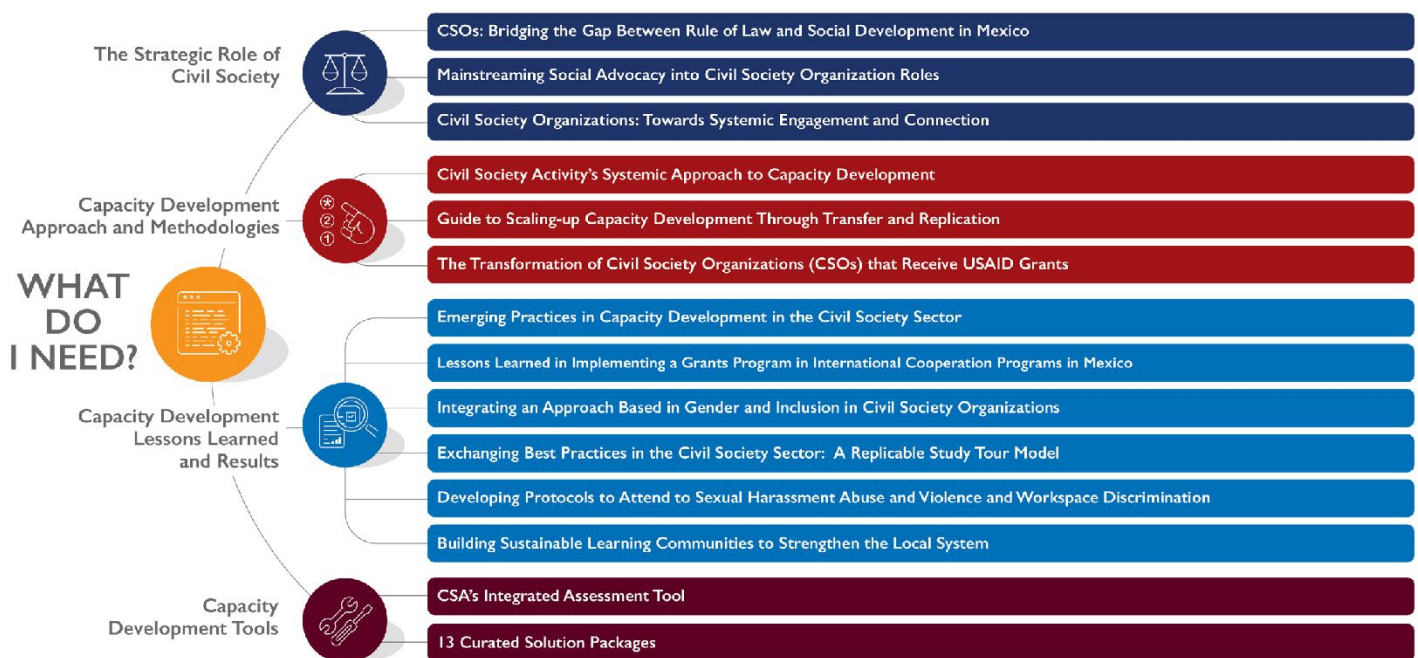 WHAT
DO
I NEED?
The Strategic Role of
Civil Society
CSOs: Bridging the Gap Between Rule of Law and Social Development in Mexico
Mainstreaming Social Advocacy into Civil Society Organization Roles
Civil Society Organizations: Towards Systemic Engagement and Connection
Capacity Development
Approach and Methodologies
* 
2
1
Civil Society Activity’s Systemic Approach to Capacity Development
Guide to Scaling-up Capacity Development Through Transfer and Replication
The Transformation of Civil Society Organizations (CSOs) that Receive USAID Grants
Capacity Development
Lessons Learned
and Results
Emerging Practices in Capacity Development in the Civil Society Sector
Lessons Learned in Implementing a Grants Program in International Cooperation Programs in Mexico
Integrating an Approach Based in Gender and Inclusion in Civil Society Organizations
Exchanging Best Practices in the Civil Society Sector: A Replicable Study Tour Model
Developing Protocols to Attend to Sexual Harassment Abuse and Violence and Workspace Discrimination
Building Sustainable Learning Communities to Strengthen the Local System
Capacity
Development Tools
CSA’s Integrated Assessment Tool
13 Curated Solution Packages